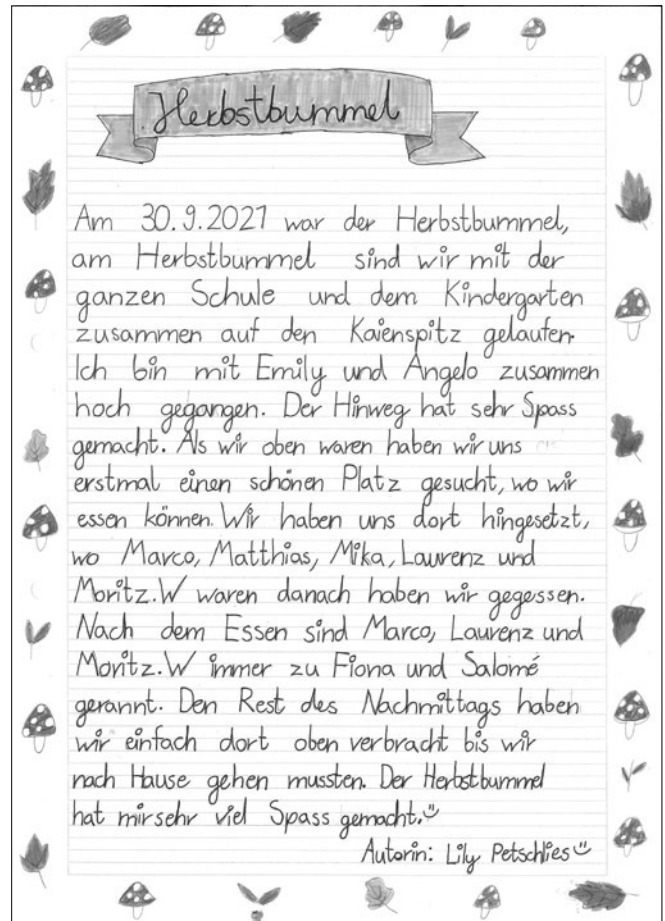 Herbstbummel
Am 30.9.2021 war der Herbstbummel,
am Herbstbummel sind wir mit der
ganzen Schule und dem Kindergarten
zusammen auf den Kaienspitz gelaufen.
Ich bin mit Emily und Angelo zusammen
hoch gegangen. Der Hinweg hat sehr Spass
gemacht. Als wir oben waren haben wir uns
erstmal einen schönen Platz gesucht, wo wir
essen können. Wir haben uns dort hingesetzt,
wo Marco, Matthias, Mika, Laurenz und
Moritz.W waren danach haben wir gegessen.
Nach dem Essen sind Marco, Laurenz und
Moritz.W immer zu Fiona und Salomé
gerannt. Den Rest des Nachmittags haben
wir einfach dort oben verbracht bis wir
nach Hause gehen mussten. Der Herbstbummel
hat mir sehr viel Spass gemacht.
Autorin: Lily Petschlies